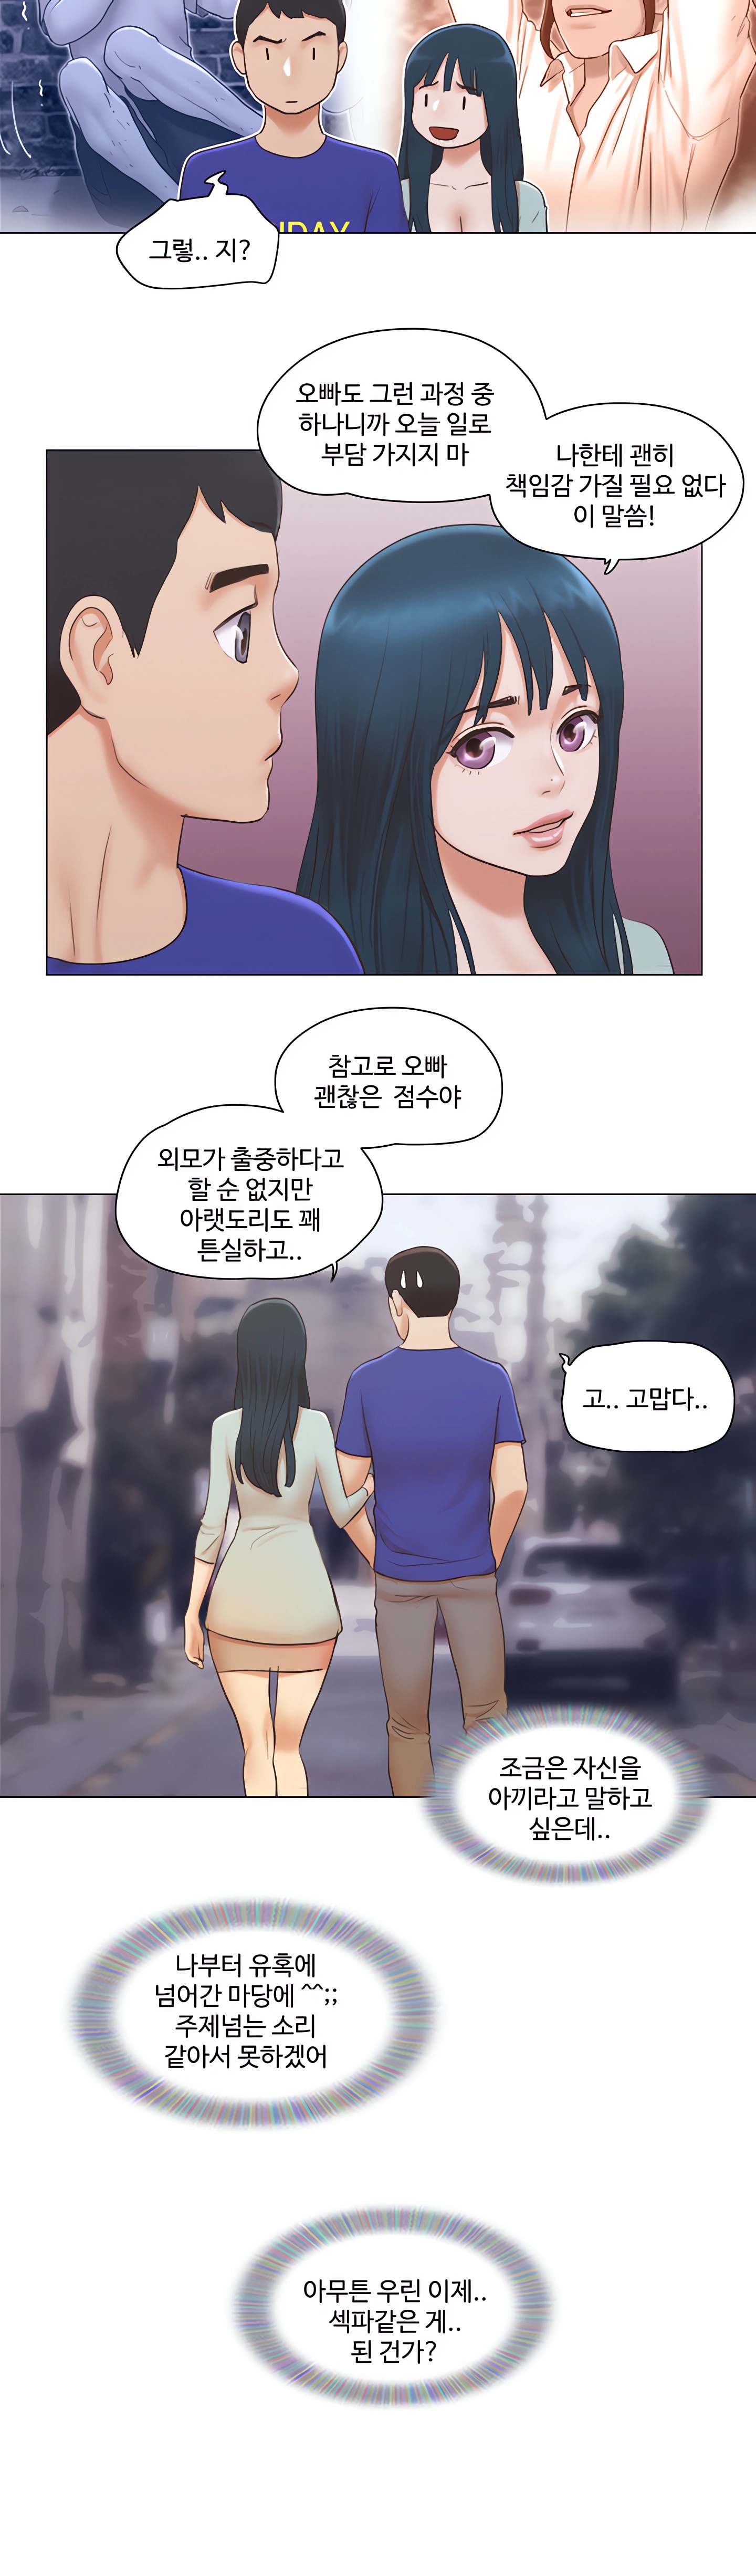 그렇.. 지?
오빠도 그런 과정 중
하나니까 오늘 일로
부담 가지지 마
나한테 괜히
책임감 가질 필요 없다
이 말씀!
참고로 오빠
괜찮은 점수야
외모가 출중하다고
할 순 없지만
아랫도리도 꽤
튼실하고..
고.. 고맙다..
조금은 자신을
아끼라고 말하고
싶은데..
나부터 유혹에
넘어간 마당에 ^^;;
주제넘는 소리
같아서 못하겠어
아무튼 우린 이제..
섹파같은 게..
된 건가?